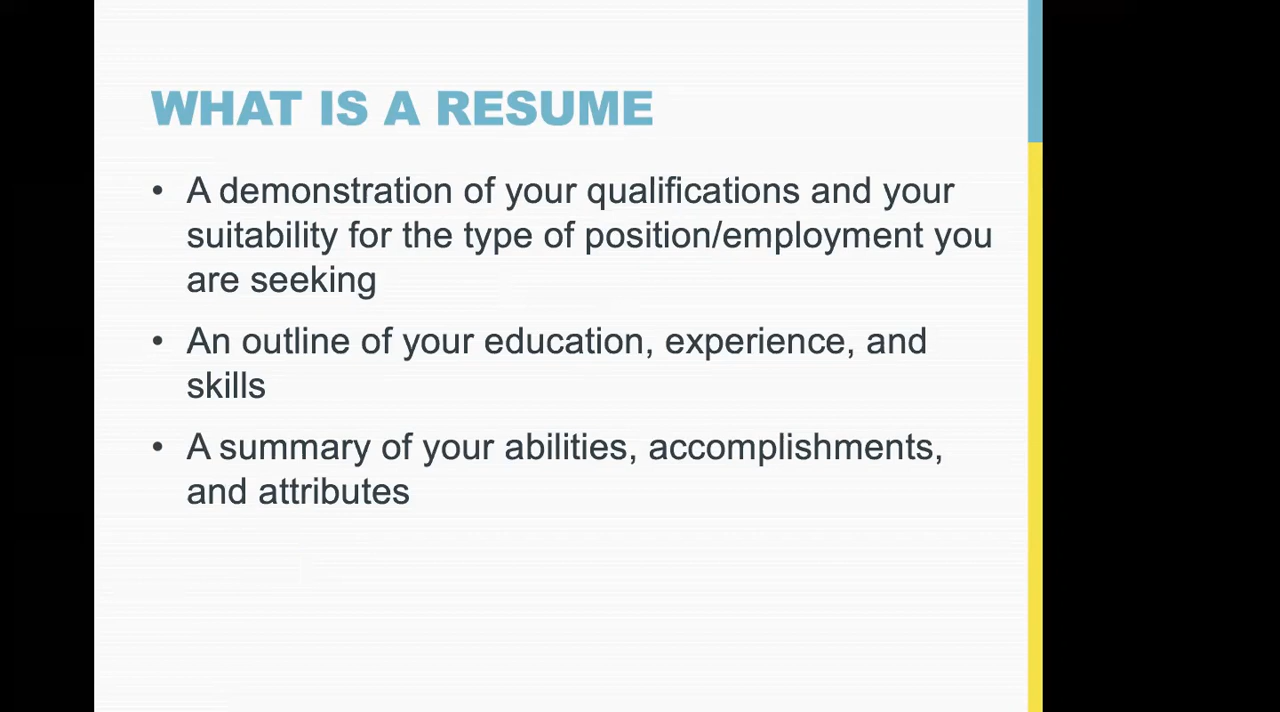 WHAT IS A RESUME
• A demonstration of your qualifications and your
suitability for the type of position/employment you
are seeking
• An outline of your education, experience, and
skills
• A summary of your abilities, accomplishments,
and attributes